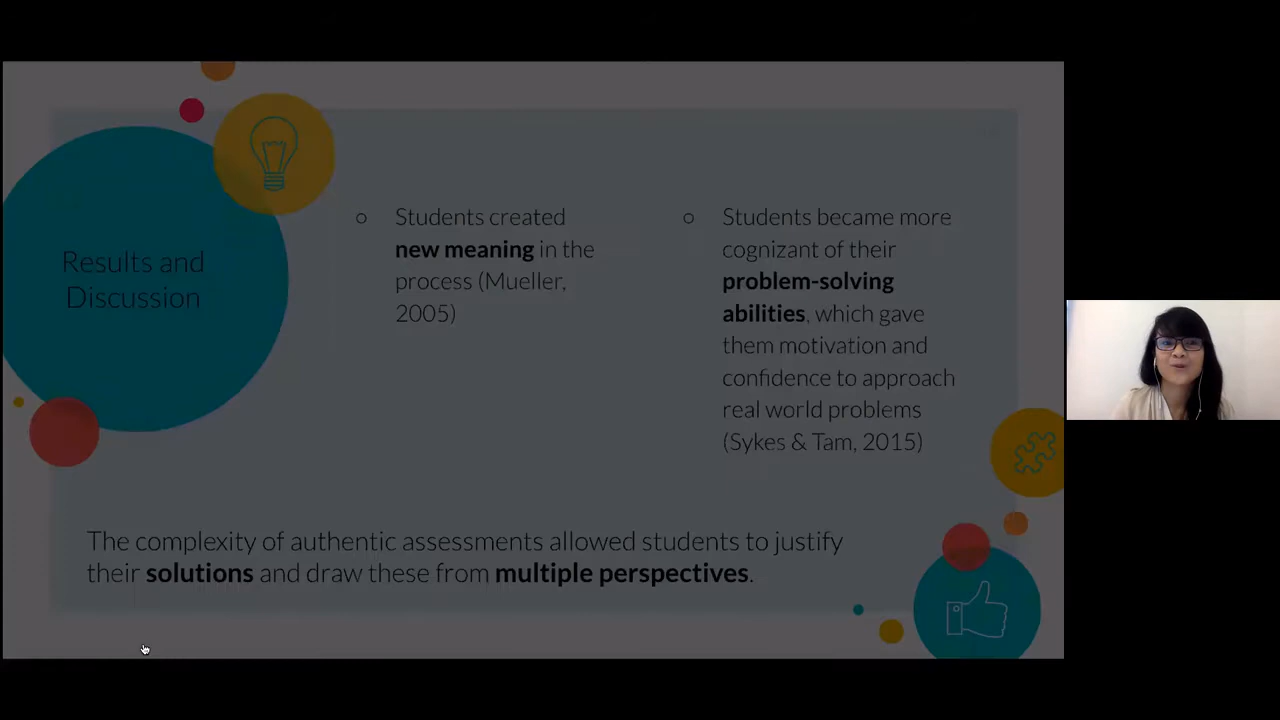 Results and
Discussion
Students created
new meaning in the
process (Mueller,
2005)
Students became more
cognizant of their
problem-solving
abilities, which gave
them motivation and
confidence to approach
real world problems
(Sykes & Tam, 2015)
The complexity of authentic assessments allowed students to justify
their solutions and draw these from multiple perspectives.